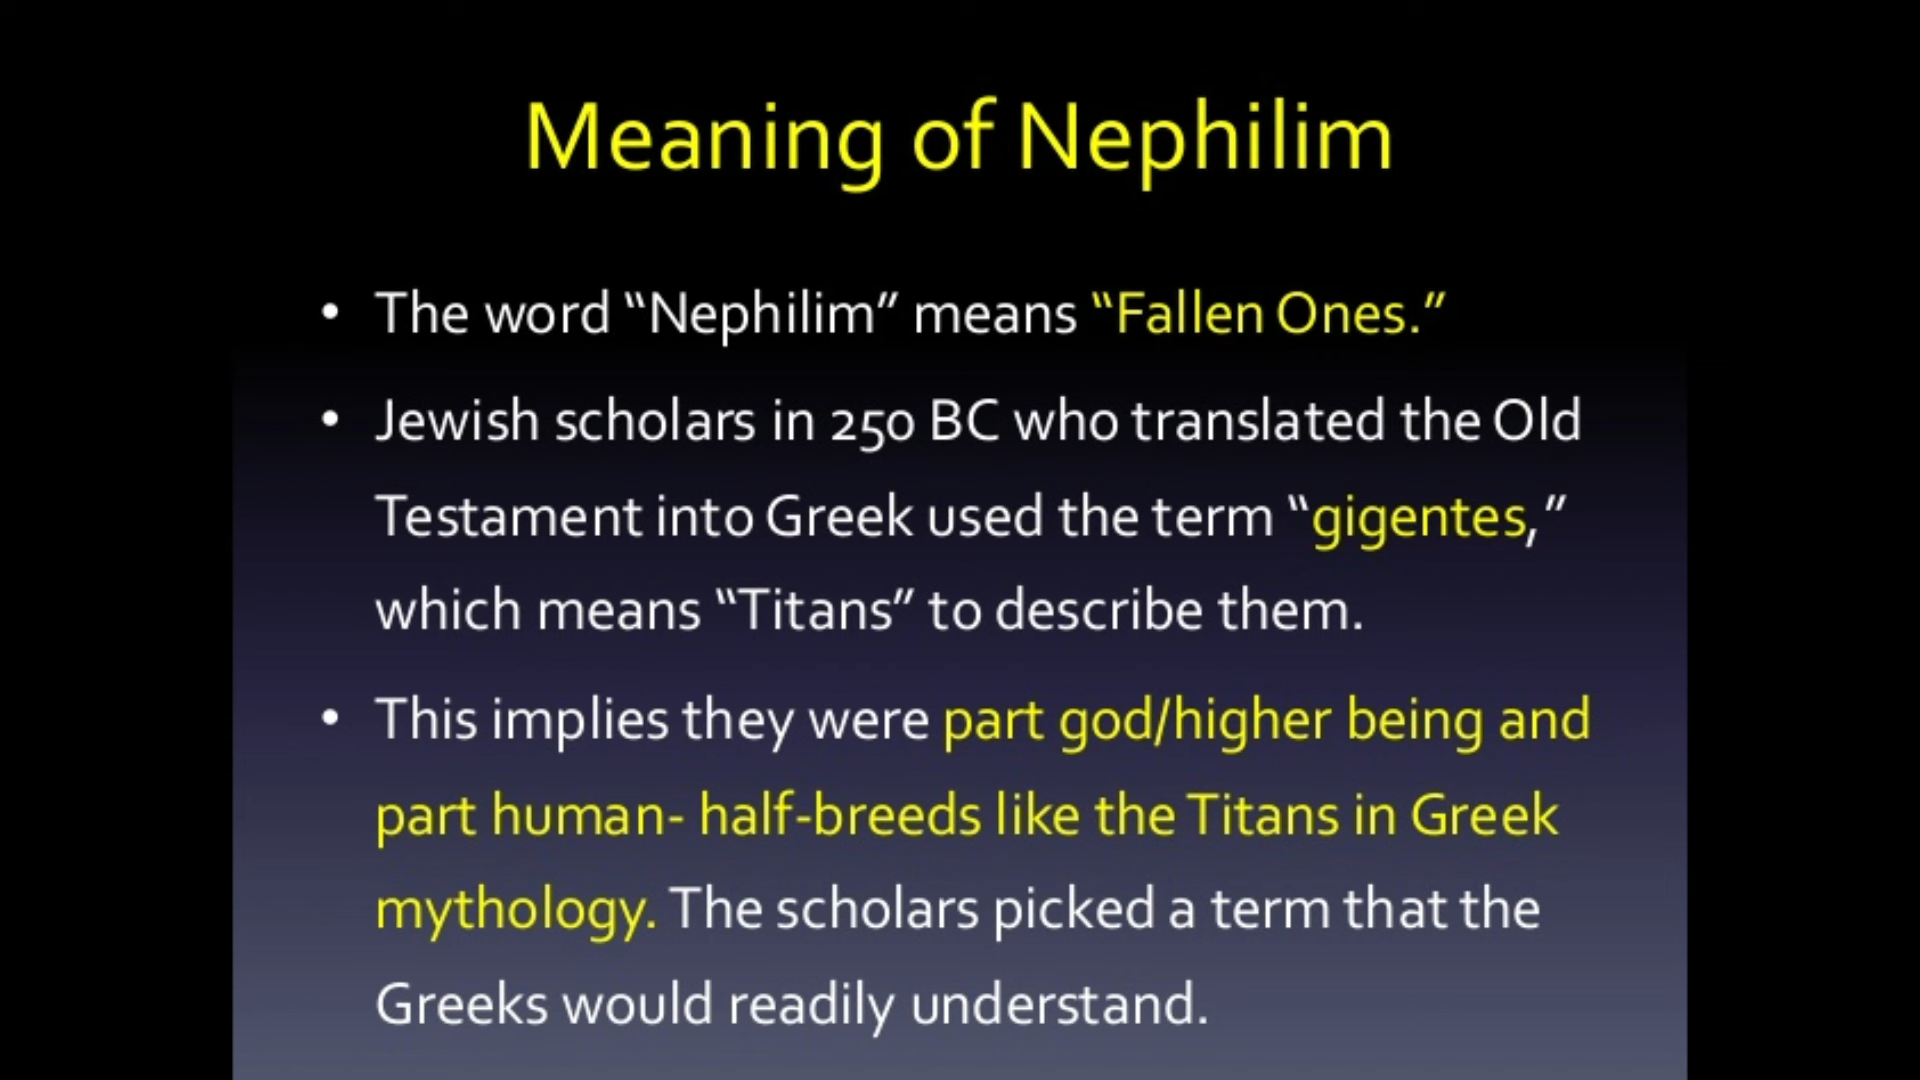 Meaning of Nephilim
• The word “Nephilim” means “Fallen Ones.”
• Jewish scholars in 250 BC who translated the Old
Testament into Greek used the term “gigentes,”
which means “Titans” to describe them.
• This implies they were part god/higher being and
part human- half-breeds like the Titans in Greek
mythology. The scholars picked a term that the
Greeks would readily understand.